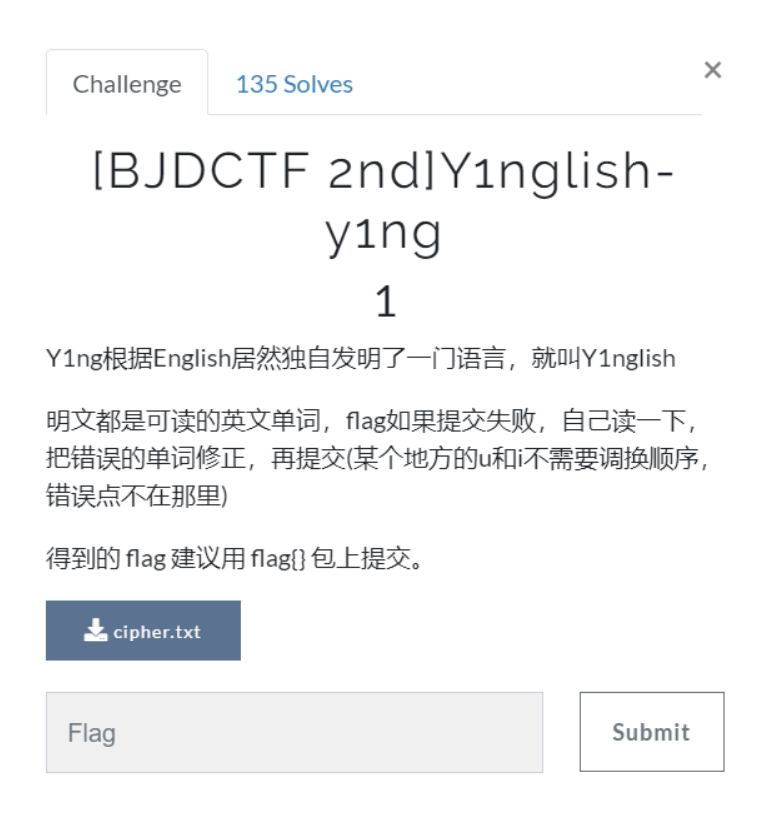 Challenge
135 Solves
×
[BJDCTF 2nd]Y1nglish-
y1ng
1
Y1ng根据English居然独自发明了一门语言，就叫Y1nglish
明文都是可读的英文单词，flag如果提交失败，自己读一下，
把错误的单词修正，再提交(某个地方的u和i不需要调换顺序，
错误点不在那里)
得到的 flag 建议用 flag{} 包上提交。
cipher.txt
Flag
Submit